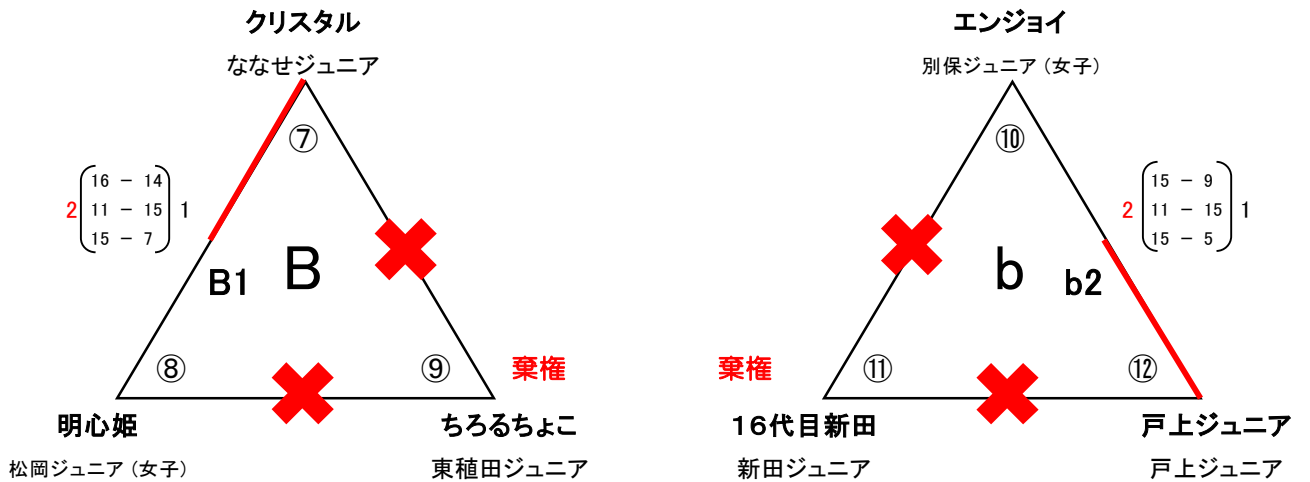 クリスタル
ななせジュニア
⑦
2 16 － 14 1
11 － 15
15 － 7
B
B1
⑧
⑨
棄権
明心姫
ちろるちょこ
松岡ジュニア（女子）
東稙田ジュニア
エンジョイ
別保ジュニア（女子）
⑩
2 15 － 9 1
11 － 15
15 － 5
b
b2
棄権
⑪
⑫
１６代目新田
戸上ジュニア
新田ジュニア
戸上ジュニア